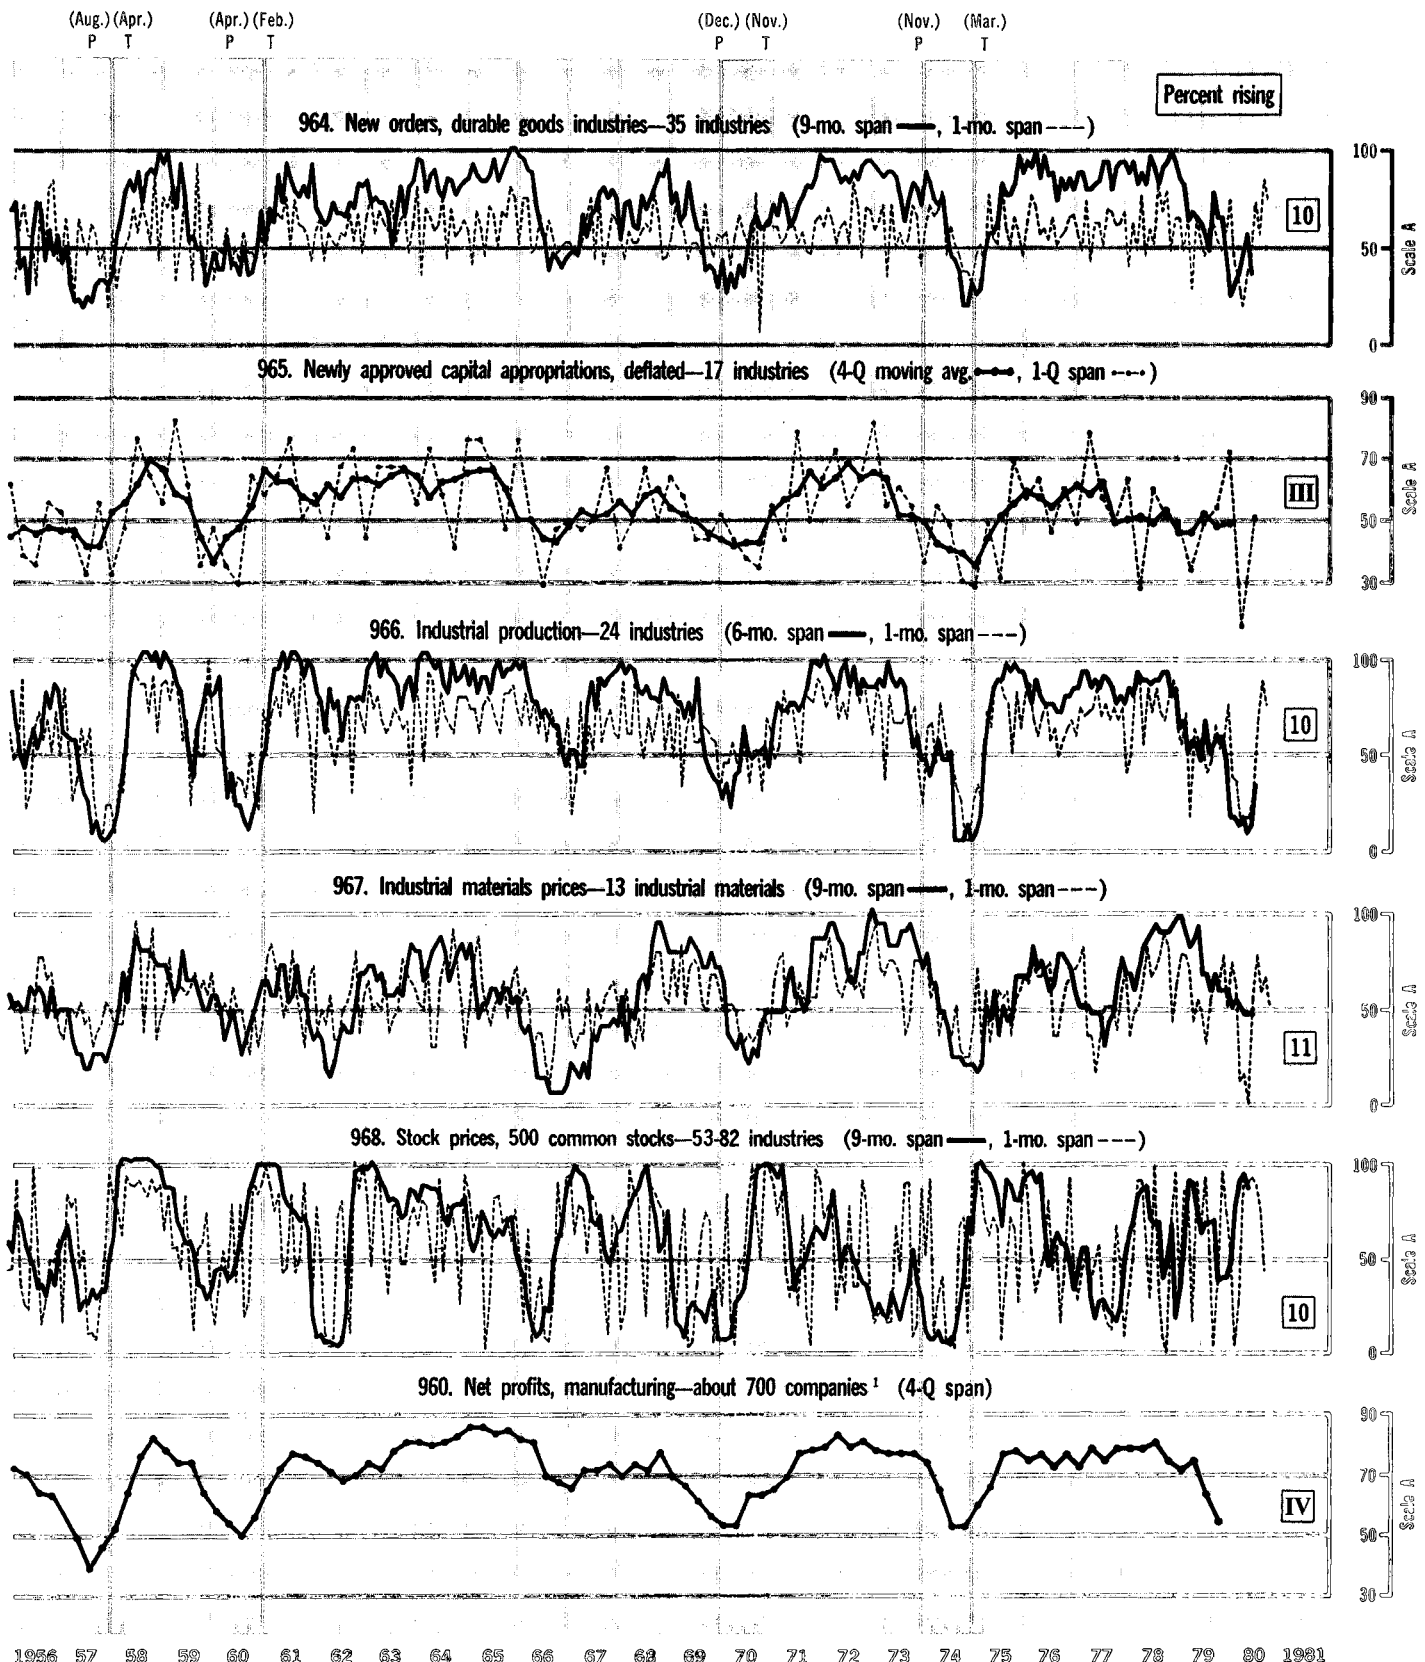 (Aug.) (Apr.) (Apr.) (Feb.) (Dec.) (Nov.) (Nov.) (Mar.)
P T P T P T P T
Percent rising
964. New orders, durable goods industries—35 industries (9-mo. span ——, 1-mo. span ----)
100
10
50
Scale A
0
965. Newly approved capital appropriations, deflated—17 industries (4-Q moving avg. •—•—•, 1-Q span •---•)
90
70
III
50
Scale A
30
966. Industrial production—24 industries (6-mo. span ——, 1-mo. span ----)
100
10
50
Scale A
0
967. Industrial materials prices—13 industrial materials (9-mo. span ——, 1-mo. span ----)
100
50
Scale A
11
0
968. Stock prices, 500 common stocks—53-82 industries (9-mo. span ——, 1-mo. span ----)
100
50
Scale A
10
0
960. Net profits, manufacturing—about 700 companies ¹ (4-Q span)
90
70
IV
Scale A
50
30
1956 57 58 59 60 61 62 63 64 65 66 67 68 69 70 71 72 73 74 75 76 77 78 79 80 1981